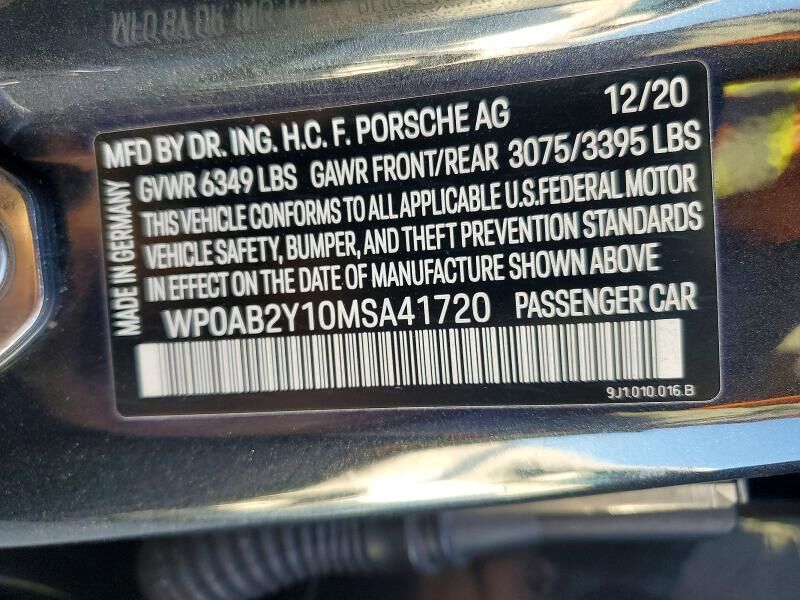 MFD BY DR. ING. H.C. F. PORSCHE AG 12/20
GVWR 6349 LBS GAWR FRONT/REAR 3075/3395 LBS
THIS VEHICLE CONFORMS TO ALL APPLICABLE U.S.FEDERAL MOTOR
VEHICLE SAFETY, BUMPER, AND THEFT PREVENTION STANDARDS
IN EFFECT ON THE DATE OF MANUFACTURE SHOWN ABOVE
WP0AB2Y10MSA41720 PASSENGER CAR
9J1.010.016.B
MADE IN GERMANY